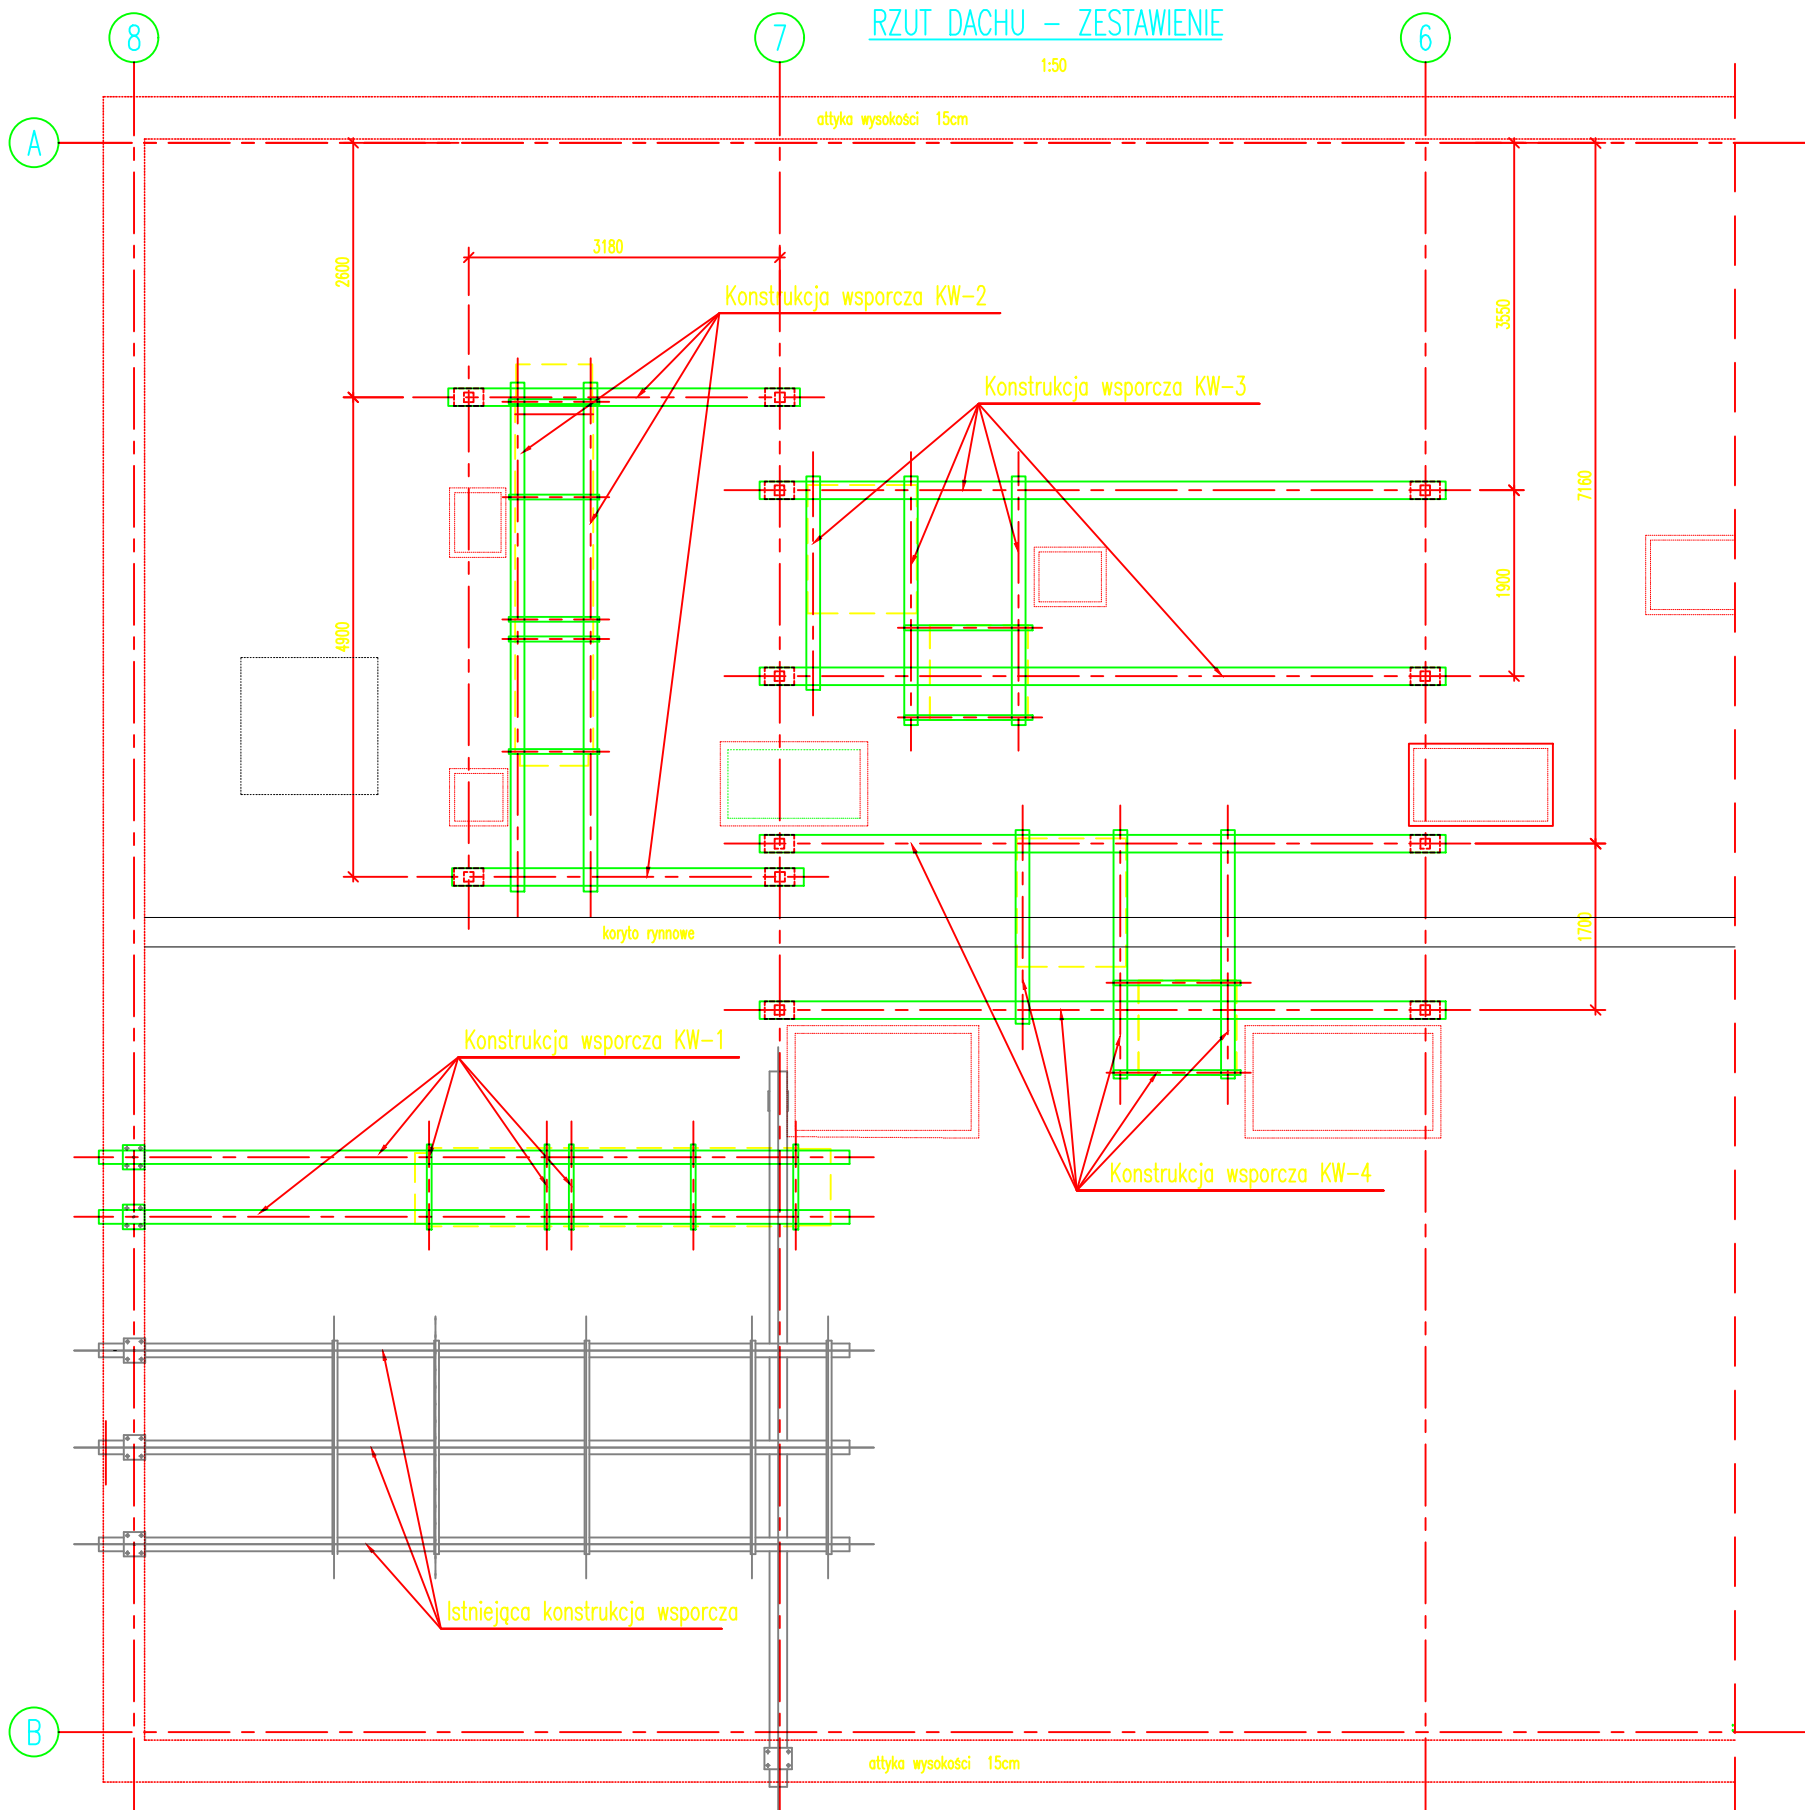 RZUT DACHU - ZESTAWIENIE
1:50
8
7
6
attyka wysokości 15cm
A
3180
2600
Konstrukcja wsporcza KW-2
3550
Konstrukcja wsporcza KW-3
7160
1900
4900
1700
karyto rynnowe
Konstrukcja wsporcza KW-1
Konstrukcja wsporcza KW-4
Istniejąca konstrukcja wsporcza
B
attyka wysokości 15cm